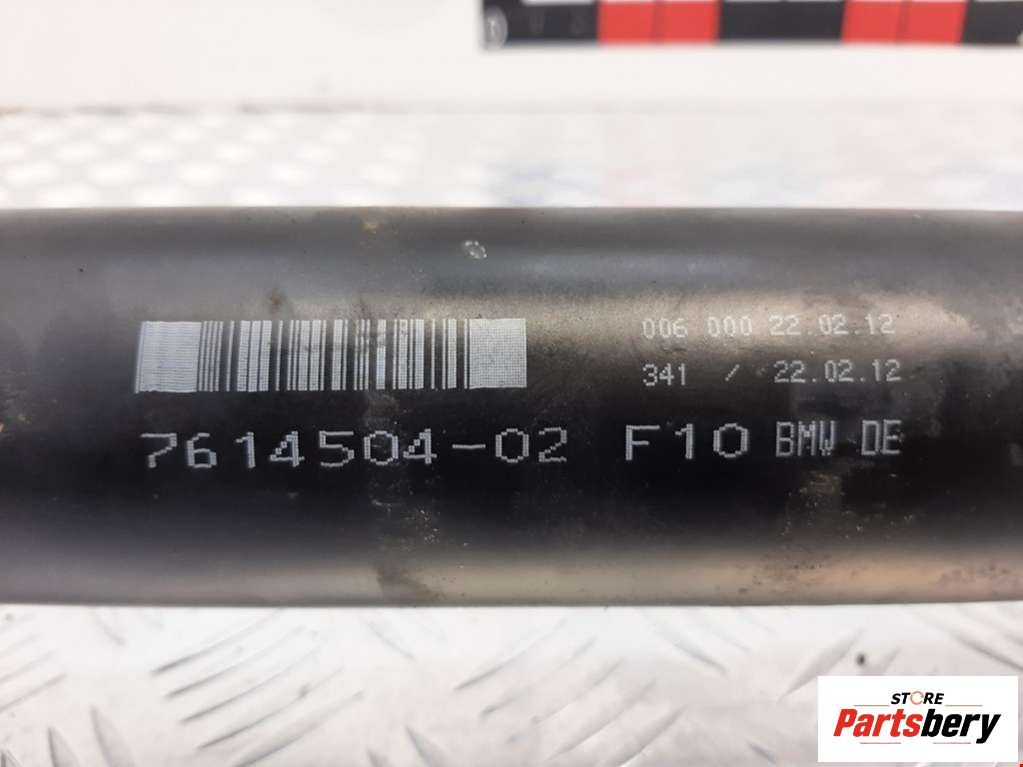 006 000 22.02.12
341 / 22.02.12
7614504-02 F10 BMW DE
STORE
Partsbery